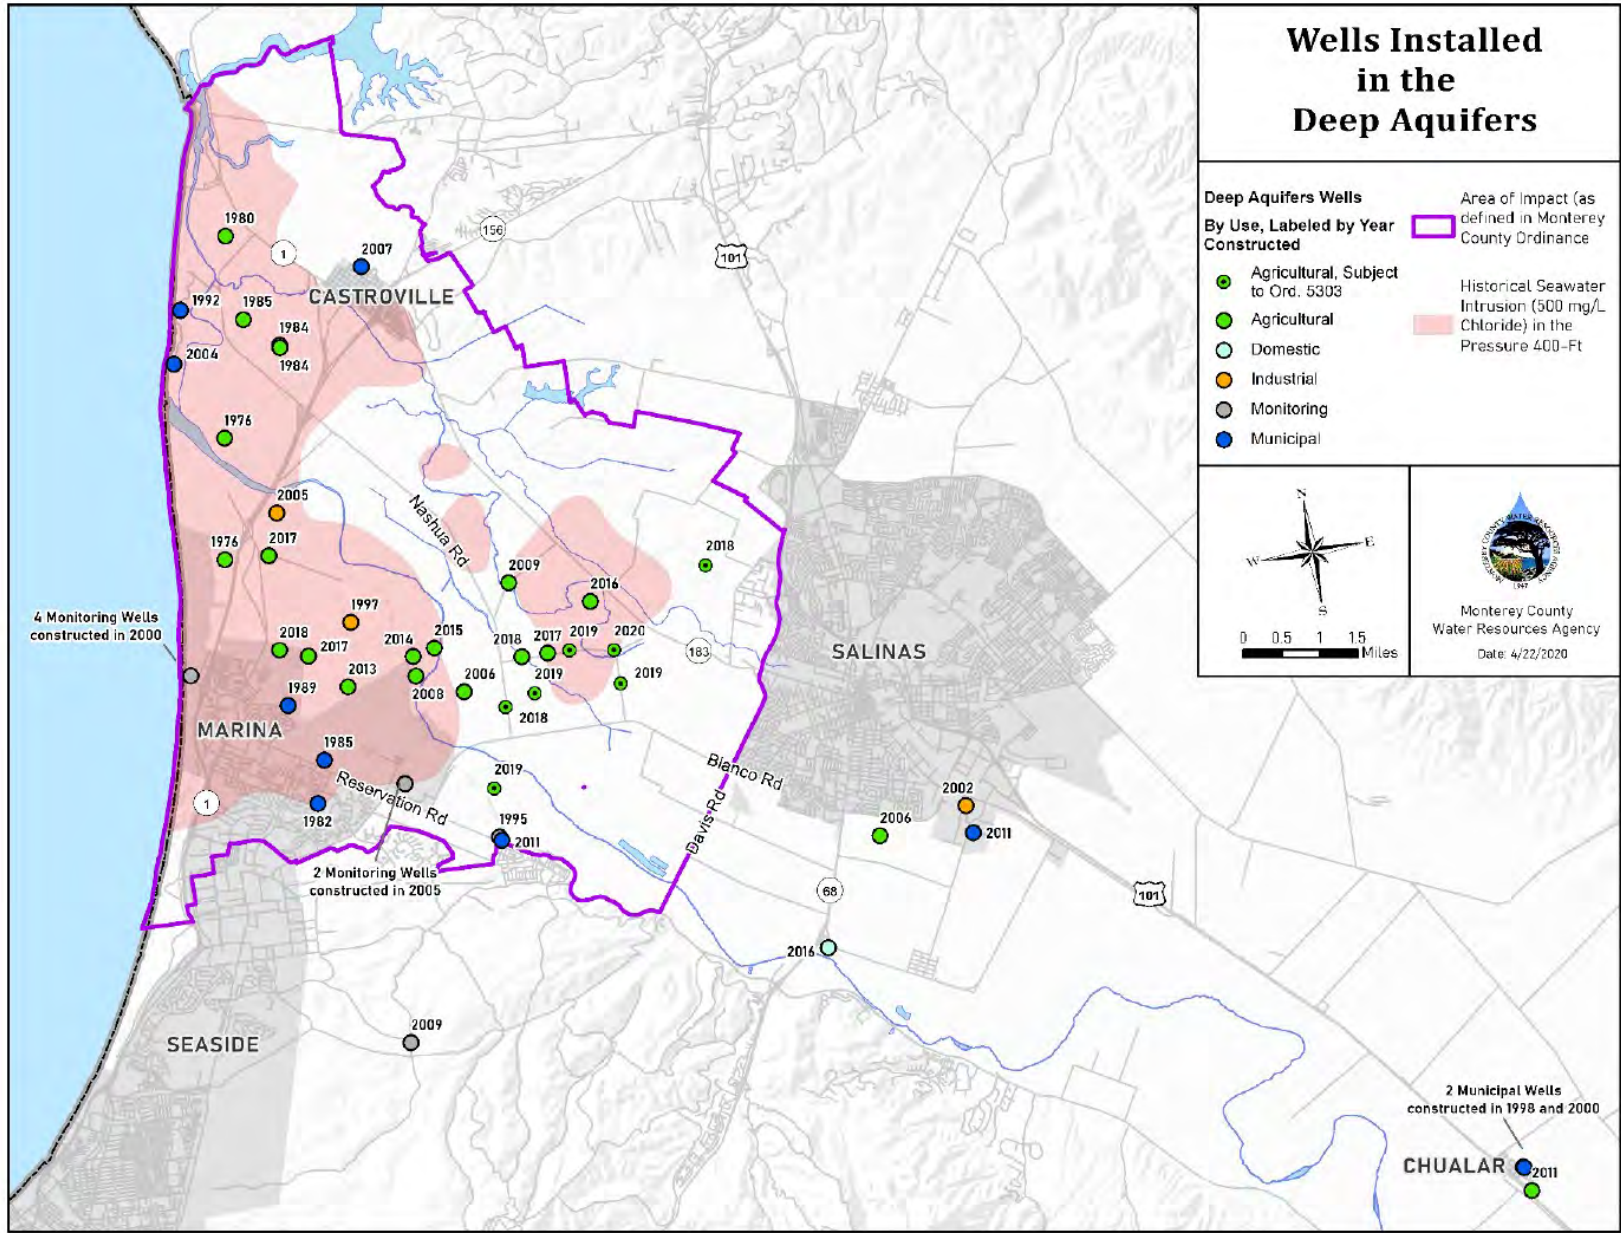 Wells Installed
in the
Deep Aquifers
Deep Aquifers Wells
By Use, Labeled by Year
Constructed
Agricultural, Subject
to Ord. 5303
Agricultural
Domestic
Industrial
Monitoring
Municipal
Area of Impact (as
defined in Monterey
County Ordinance
Historical Seawater
Intrusion (500 mg/L
Chloride) in the
Pressure 400-Ft
N
W
E
S
0 0.5 1 1.5
Miles
MONTEREY COUNTY WATER RESOURCES AGENCY
1947
Monterey County
Water Resources Agency
Date: 4/22/2020
1980
1
156
101
2007
CASTROVILLE
1992
1985
1984
1984
2004
1976
2005
Nashua Rd
1976
2017
2018
2009
2016
4 Monitoring Wells
constructed in 2000
1997
2018
2017
2014
2015
2018
2017
2019
2020
183
SALINAS
2013
2008
2006
2019
2019
1989
2018
MARINA
1985
Reservation Rd
2019
Blanco Rd
Davis Rd
1
1982
1995
2011
2002
2006
2011
2 Monitoring Wells
constructed in 2005
68
101
2016
2009
SEASIDE
2 Municipal Wells
constructed in 1998 and 2000
CHUALAR
2011